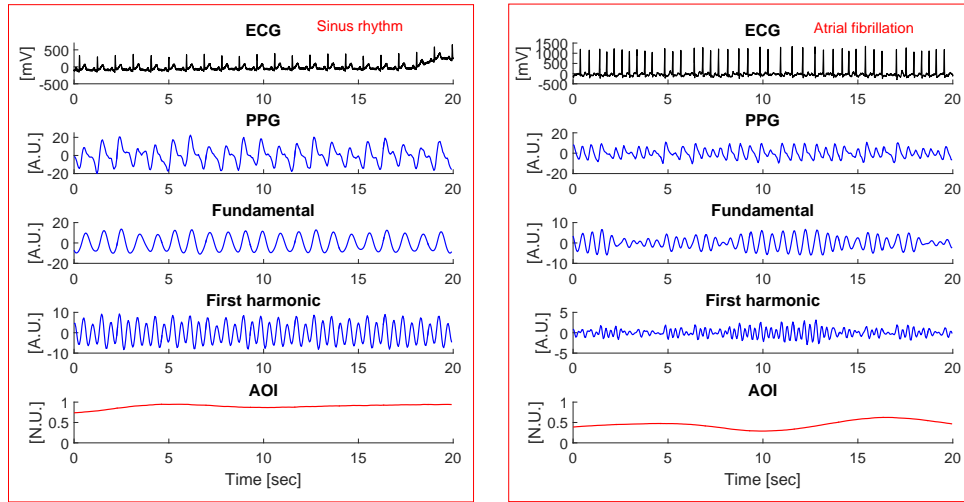 ECG
Sinus rhythm
[mV]
500
0
-500
0 5 10 15 20
PPG
[A.U.]
20
0
-20
0 5 10 15 20
Fundamental
[A.U.]
20
0
-20
0 5 10 15 20
First harmonic
[A.U.]
10
0
-10
0 5 10 15 20
AOI
[N.U.]
1
0.5
0
0 5 10 15 20
Time [sec]
ECG
Atrial fibrillation
[mV]
1500
1000
500
0
-500
0 5 10 15 20
PPG
[A.U.]
20
0
-20
0 5 10 15 20
Fundamental
[A.U.]
10
0
-10
0 5 10 15 20
First harmonic
[A.U.]
5
0
-5
0 5 10 15 20
AOI
[N.U.]
1
0.5
0
0 5 10 15 20
Time [sec]